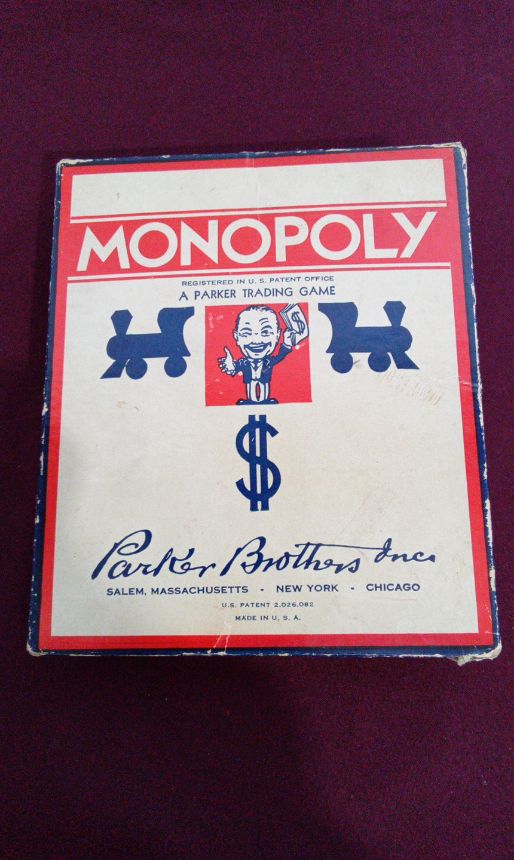 MONOPOLY
REGISTERED IN U. S. PATENT OFFICE
A PARKER TRADING GAME
$
$
Parker Brothers Inc.
SALEM, MASSACHUSETTS - NEW YORK - CHICAGO
U. S. PATENT 2,026,082
MADE IN U. S. A.